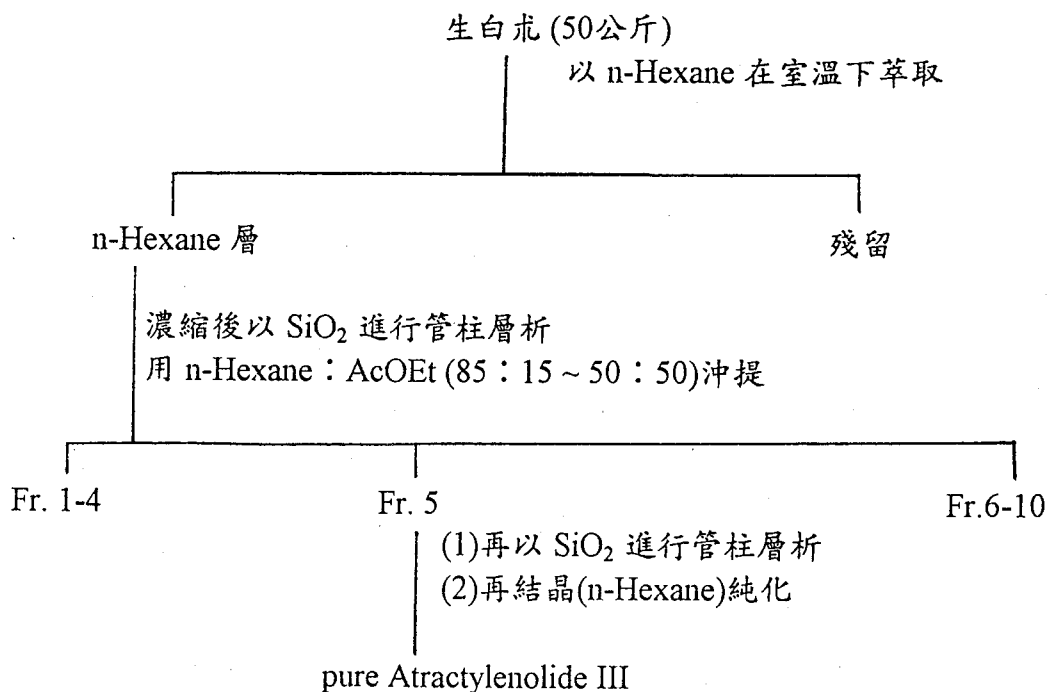 生白朮 (50公斤)
以 n-Hexane 在室溫下萃取
n-Hexane 層
殘留
濃縮後以 SiO₂ 進行管柱層析
用 n-Hexane：AcOEt (85：15 ~ 50：50)沖提
Fr. 1-4
Fr. 5
Fr.6-10
(1)再以 SiO₂ 進行管柱層析
(2)再結晶(n-Hexane)純化
pure Atractylenolide III